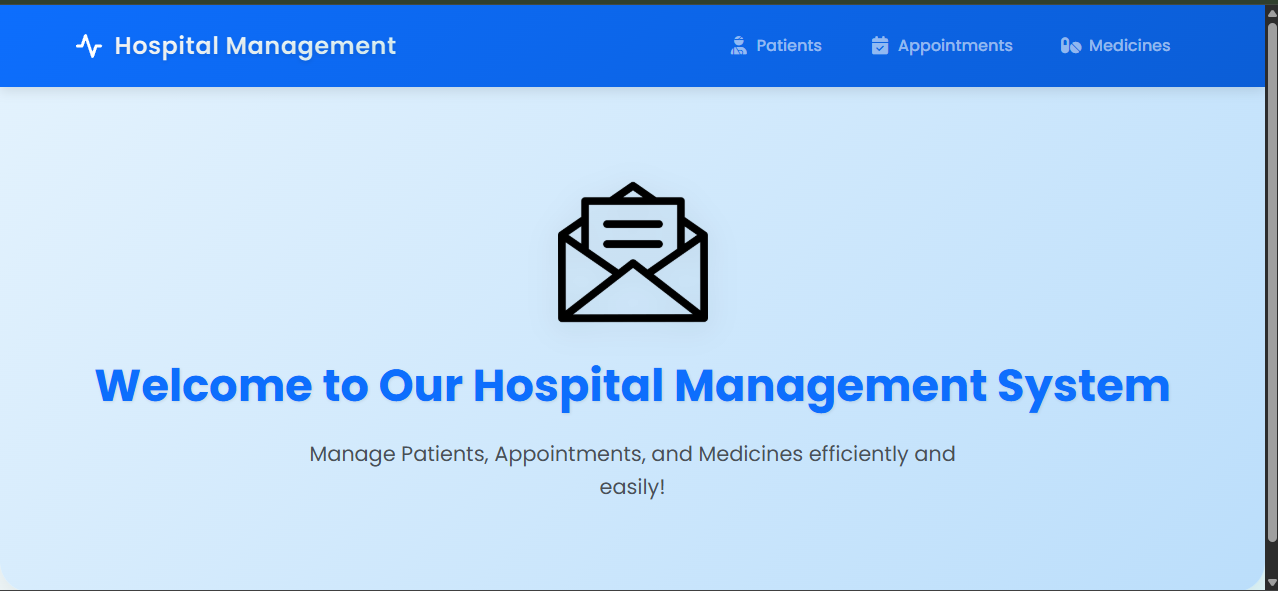 Hospital Management
Patients
Appointments
Medicines
Welcome to Our Hospital Management System
Manage Patients, Appointments, and Medicines efficiently and
easily!